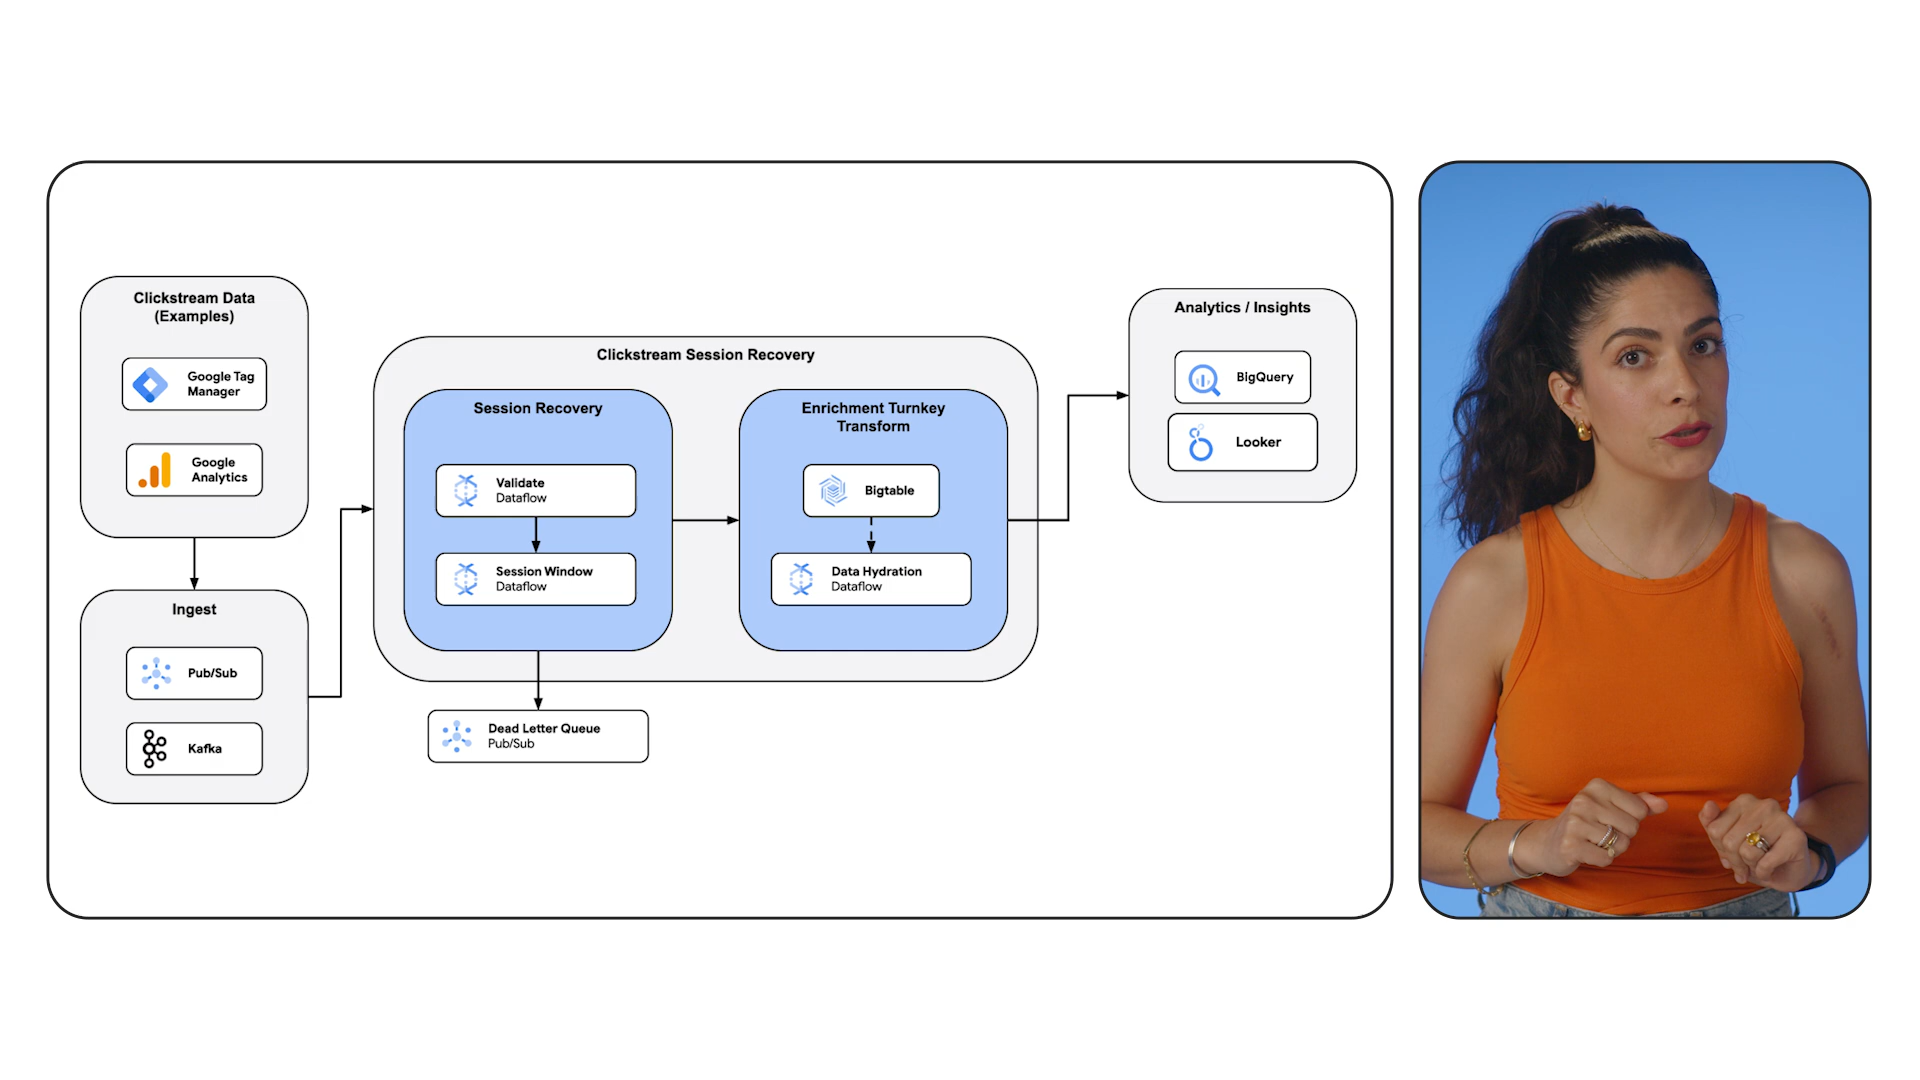 Clickstream Data
(Examples)
Google Tag
Manager
Google
Analytics
Ingest
Pub/Sub
Kafka
Clickstream Session Recovery
Session Recovery
Validate
Dataflow
Session Window
Dataflow
Dead Letter Queue
Pub/Sub
Enrichment Turnkey
Transform
Bigtable
Data Hydration
Dataflow
Analytics / Insights
BigQuery
Looker